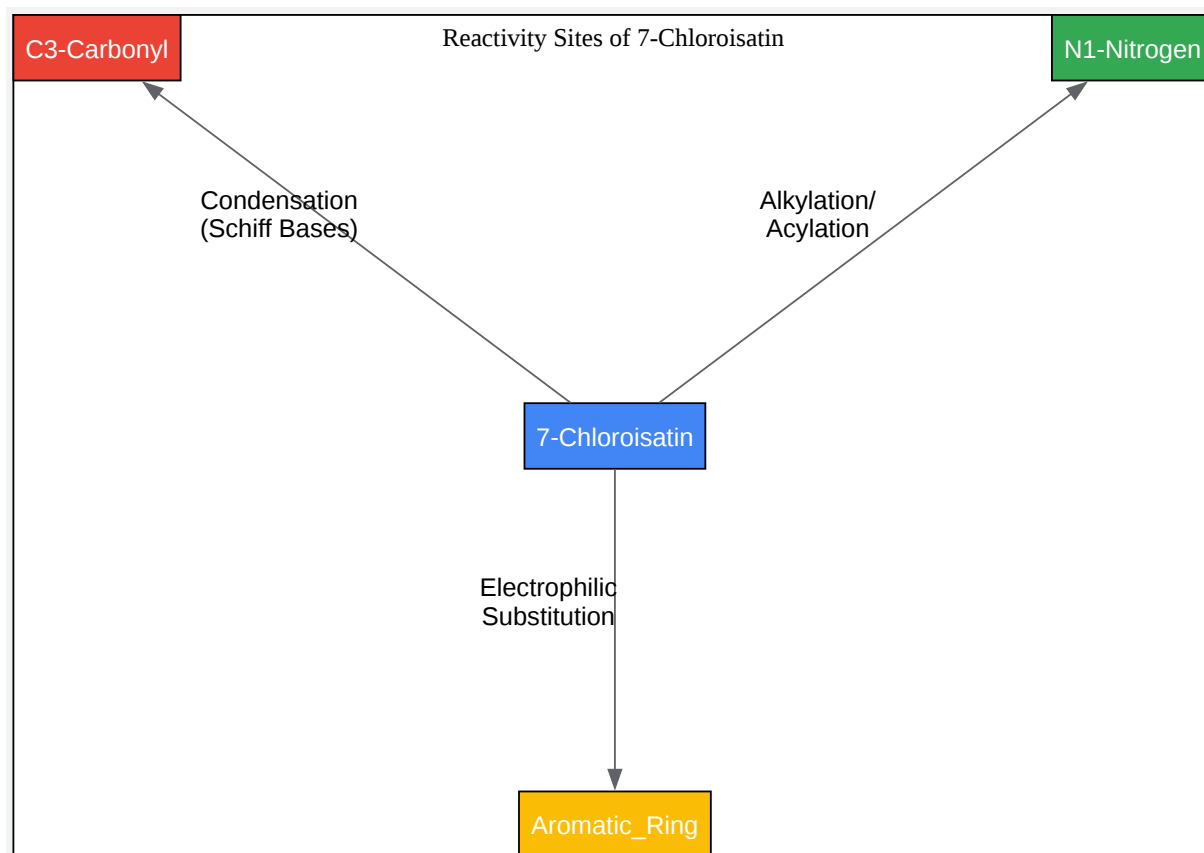 Reactivity Sites of 7-Chloroisatin
C3-Carbonyl
N1-Nitrogen
Condensation
(Schiff Bases)
Alkylation/
Acylation
7-Chloroisatin
Electrophilic
Substitution
Aromatic_Ring